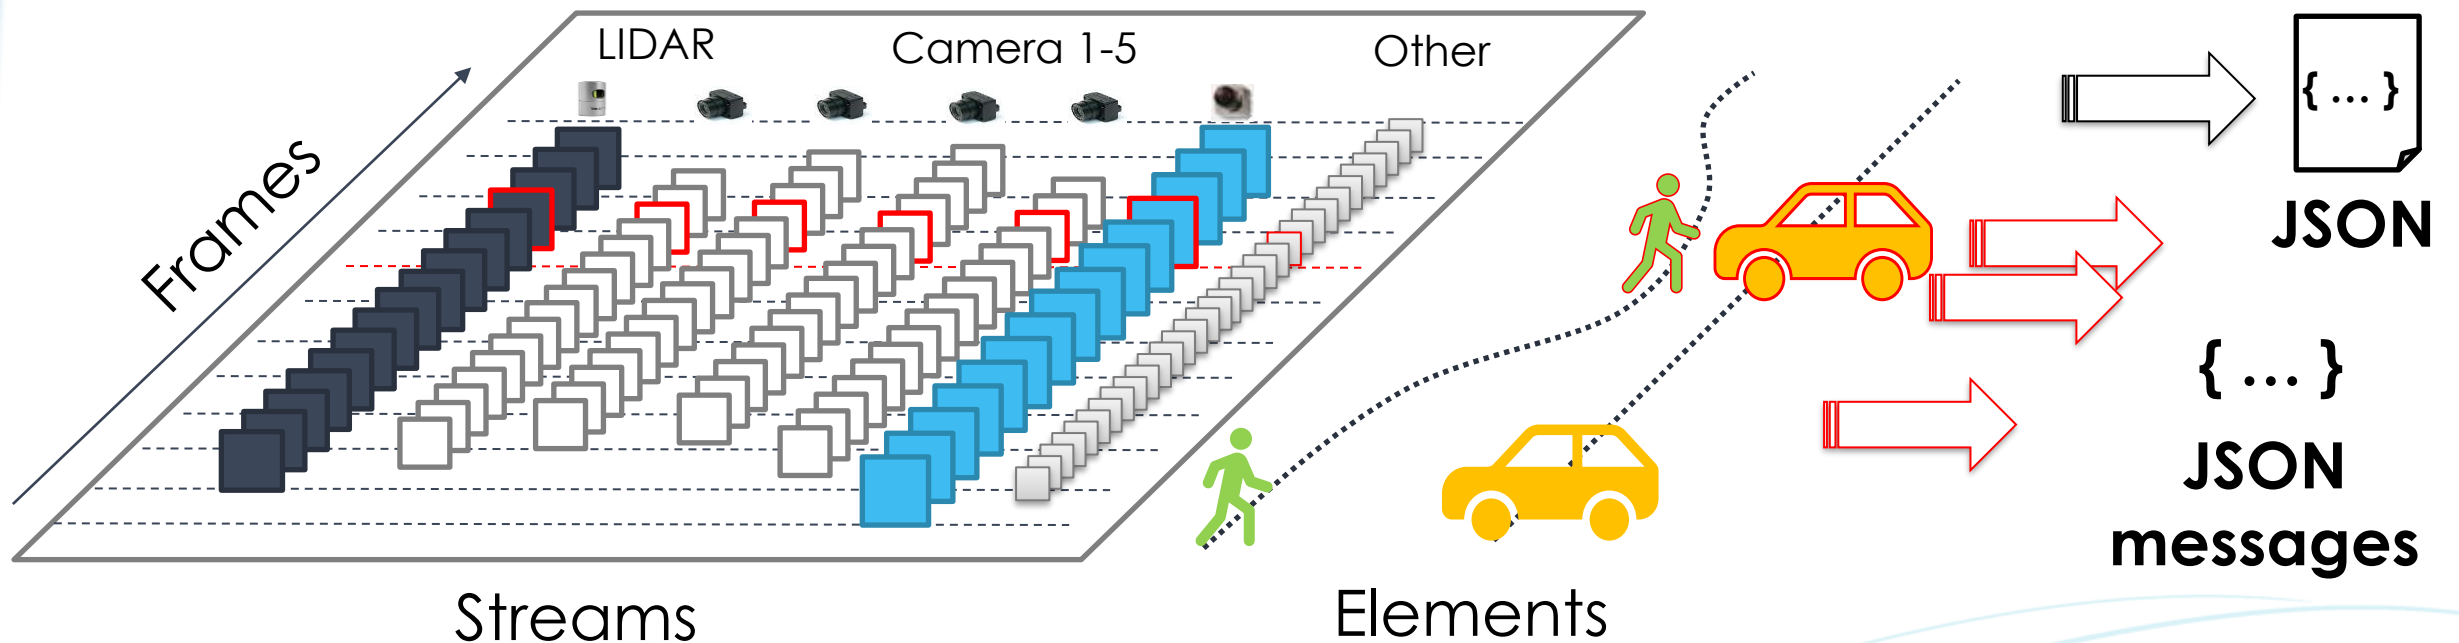 LIDAR
Camera 1-5
Other
Frames
{ ... }
JSON
{ ... }
JSON
messages
Streams
Elements